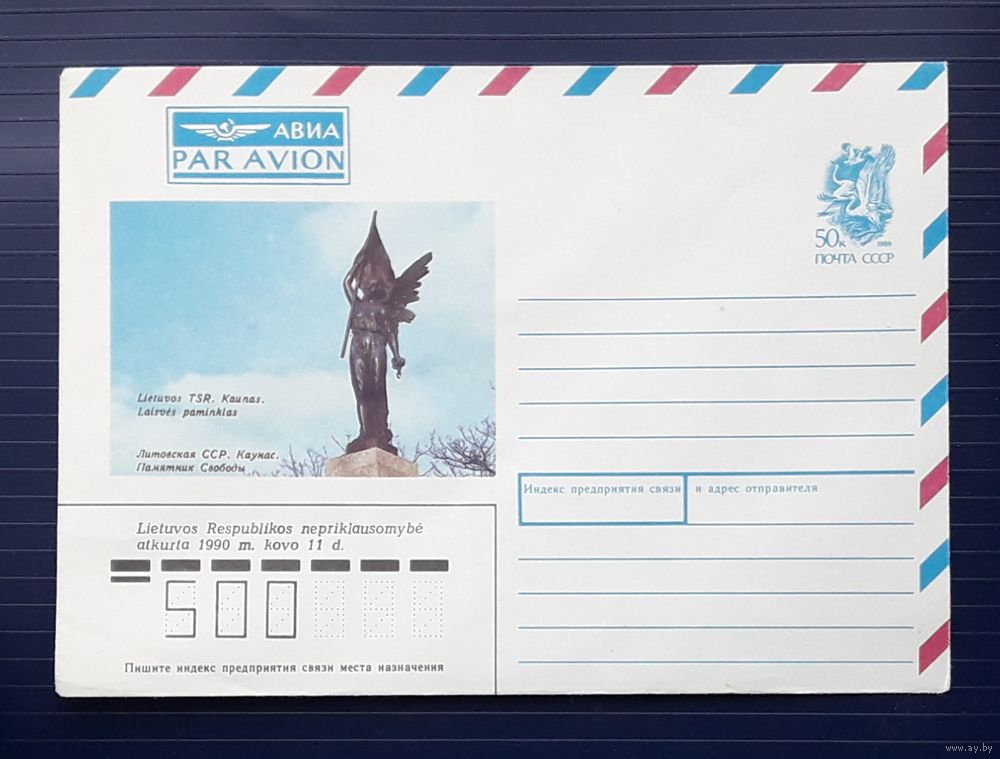 АВИА
PAR AVION
50к 1988
ПОЧТА СССР
Lietuvos TSR. Kaunas.
Laisvės paminklas
Литовская ССР. Каунас.
Памятник Свободы
Индекс предприятия связи и адрес отправителя
Lietuvos Respublikos nepriklausomybė
atkurta 1990 m. kovo 11 d.
500
Пишите индекс предприятия связи места назначения
www.ay.by